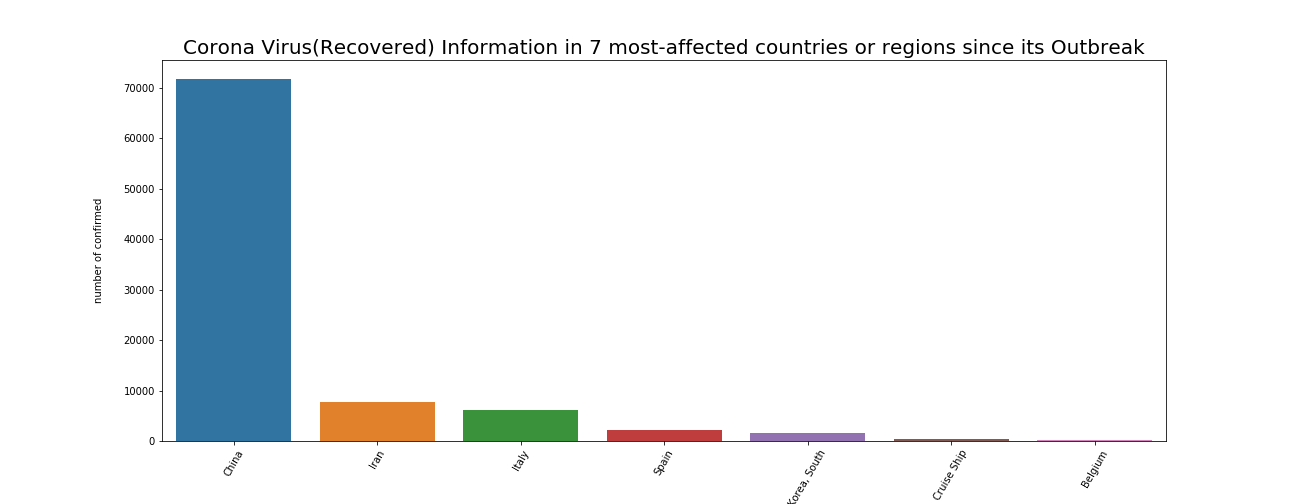 Corona Virus(Recovered) Information in 7 most-affected countries or regions since its Outbreak
number of confirmed
70000
60000
50000
40000
30000
20000
10000
0
China
Iran
Italy
Spain
Korea, South
Cruise Ship
Belgium